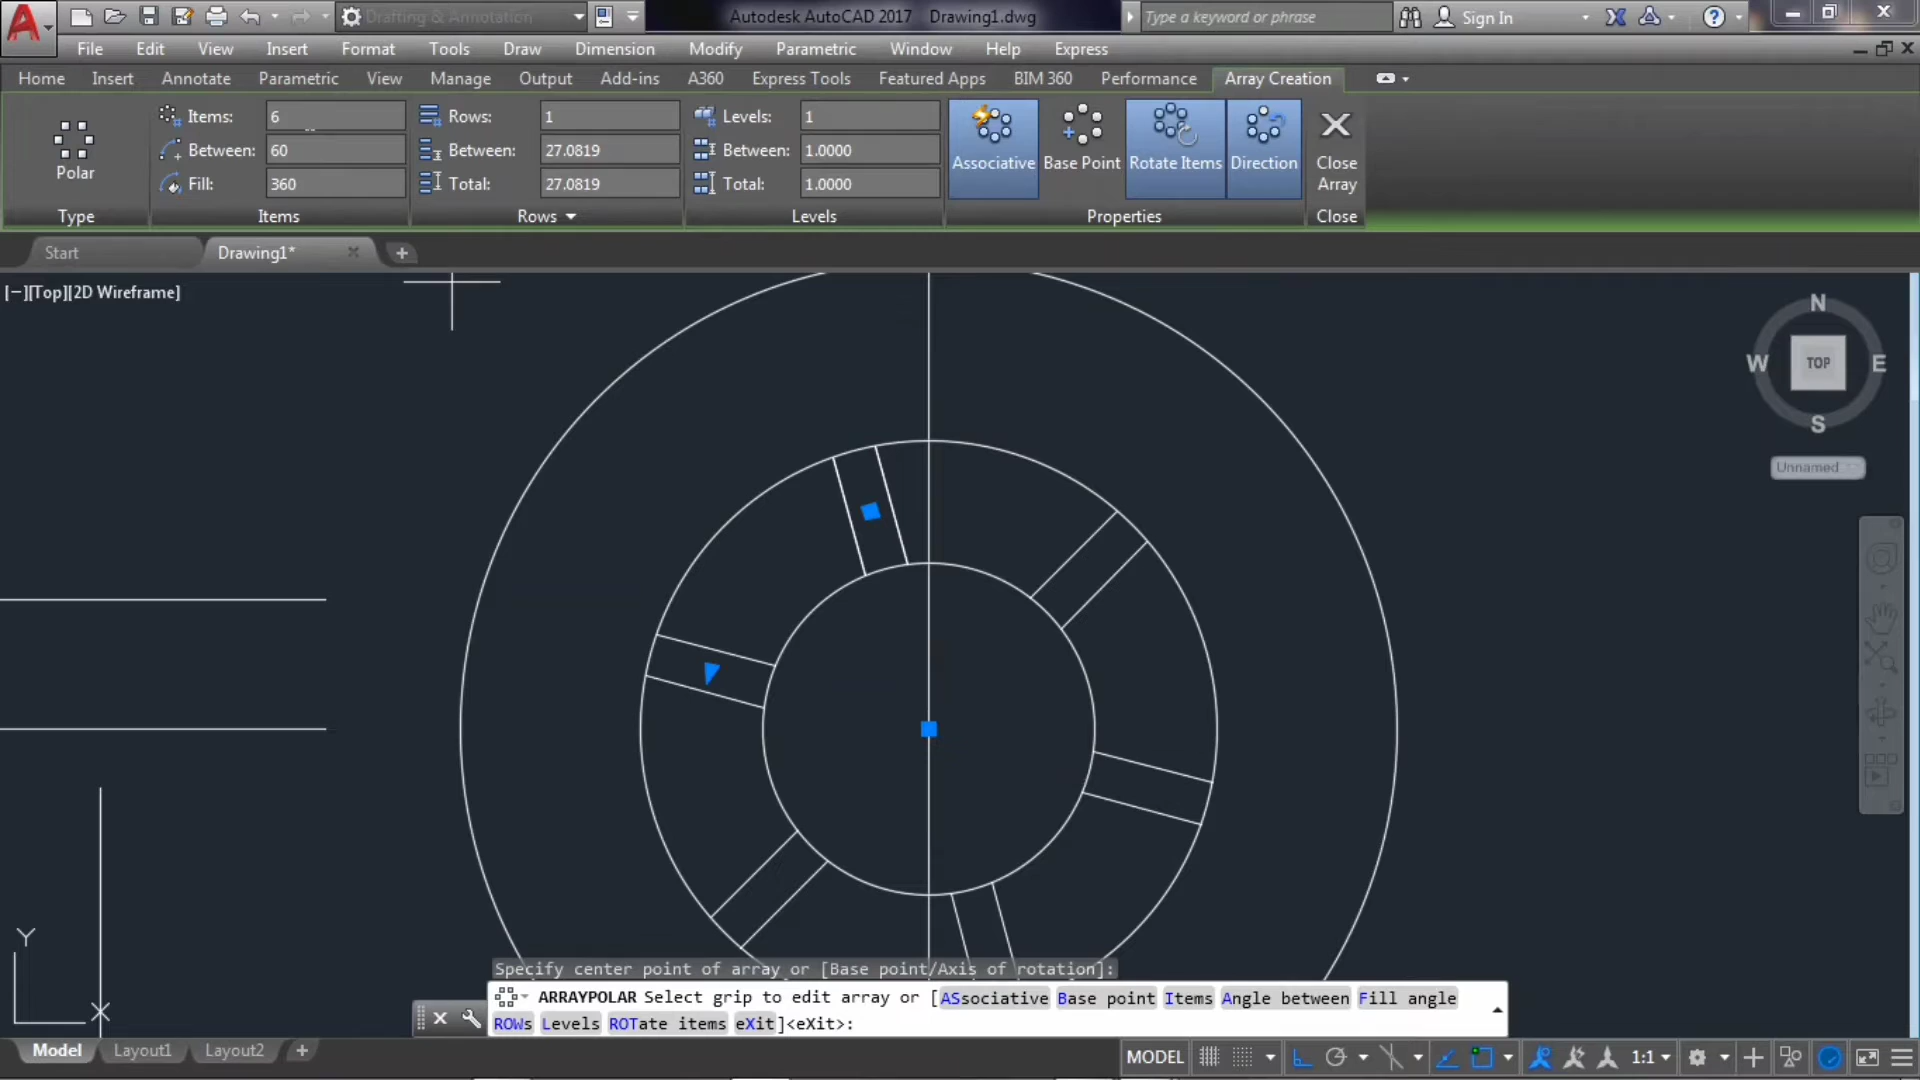 Drafting & Annotation
Autodesk AutoCAD 2017 Drawing1.dwg
Type a keyword or phrase
Sign In
File Edit View Insert Format Tools Draw Dimension Modify Parametric Window Help Express
Home Insert Annotate Parametric View Manage Output Add-ins A360 Express Tools Featured Apps BIM 360 Performance Array Creation
Items: 6 Rows: 1 Levels: 1
Between: 60 Between: 27.0819 Between: 1.0000
Fill: 360 Total: 27.0819 Total: 1.0000
Polar
Associative Base Point Rotate Items Direction Close
Array
Type Items Rows Levels Properties Close
Start Drawing1*
[−][Top][2D Wireframe]
N
W TOP E
S
Unnamed
Y
X
Specify center point of array or [Base point/Axis of rotation]:
ARRAYPOLAR Select grip to edit array or [ASsociative Base point Items Angle between Fill angle
ROWs Levels ROTate items eXit]<eXit>:
Model Layout1 Layout2 +
MODEL 1:1